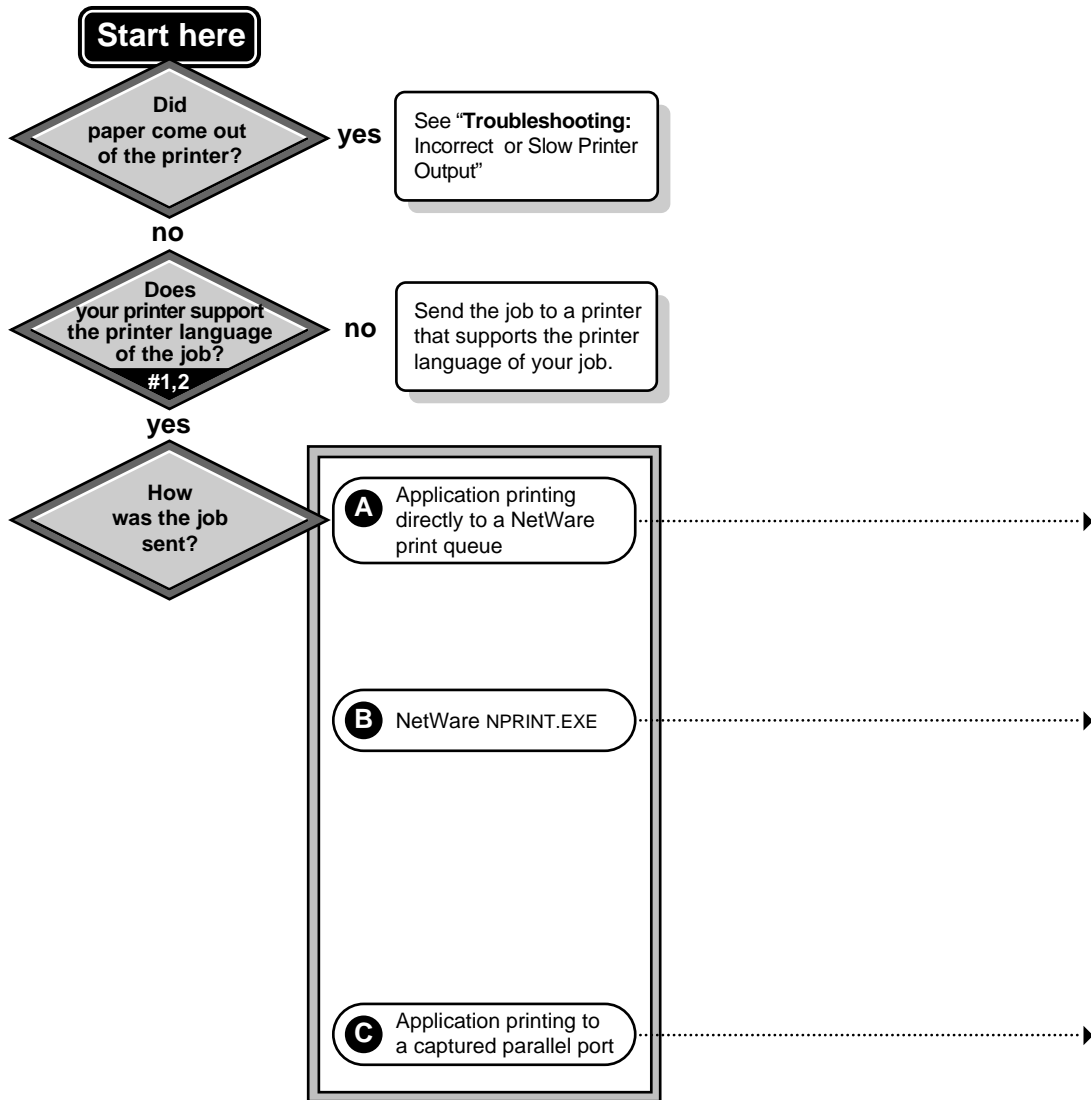 Start here
Did
paper come out
of the printer?
yes
See “Troubleshooting:
Incorrect or Slow Printer
Output”
no
Does
your printer support
the printer language
of the job?
#1,2
no
Send the job to a printer
that supports the printer
language of your job.
yes
How
was the job
sent?
A
Application printing
directly to a NetWare
print queue
B
NetWare NPRINT.EXE
C
Application printing to
a captured parallel port